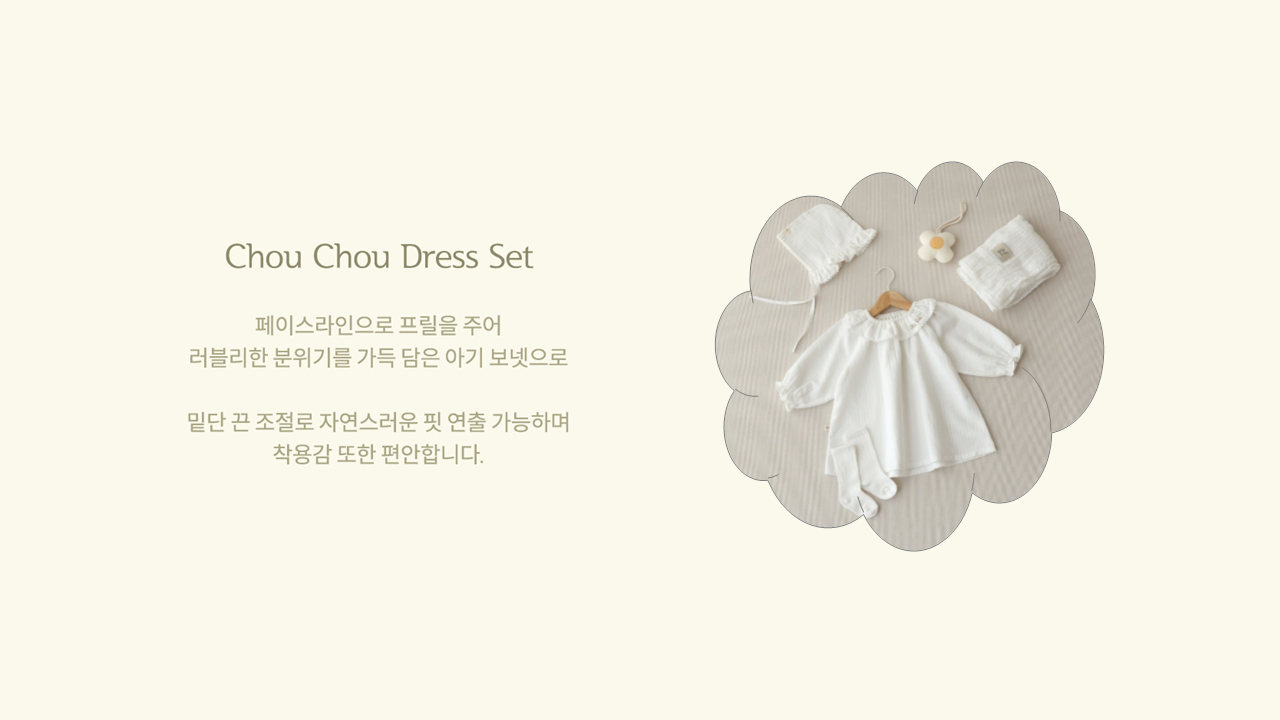 Chou Chou Dress Set
페이스라인으로 프릴을 주어
러블리한 분위기를 가득 담은 아기 보넷으로
밑단 끈 조절로 자연스러운 핏 연출 가능하며
착용감 또한 편안합니다.